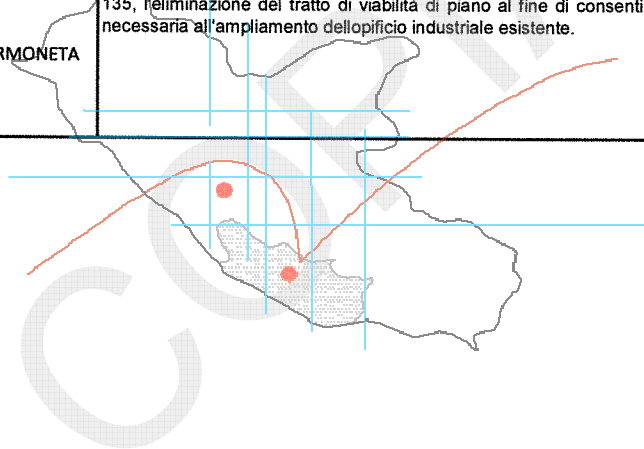 135, l'eliminazione del tratto di viabilità di piano al fine di consenti
necessaria all'ampliamento dellopificio industriale esistente.
RMONETA
COPIA